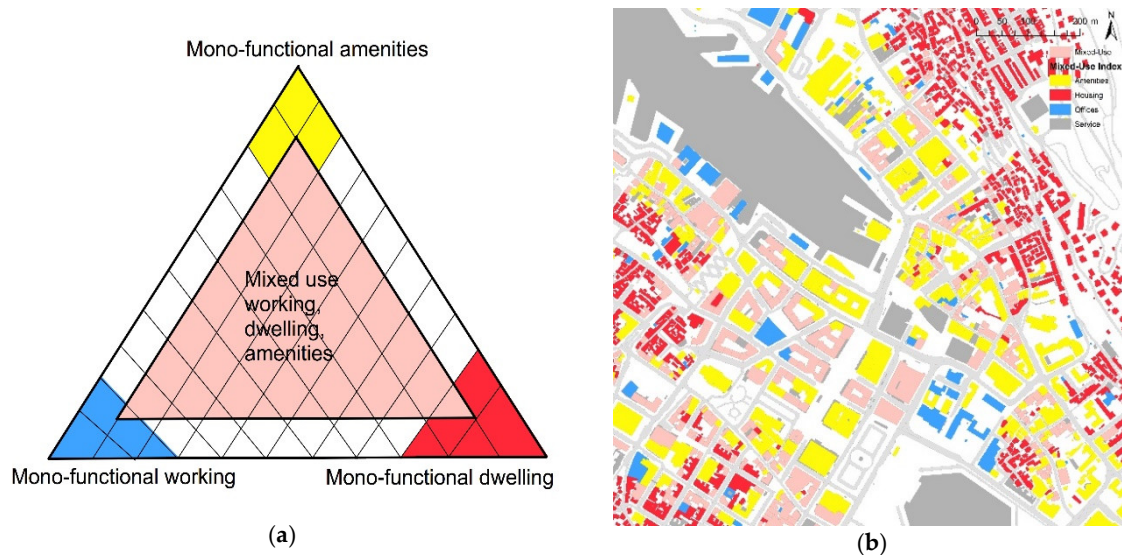 Mono-functional amenities
Mixed use
working,
dwelling,
amenities
Mono-functional working
Mono-functional dwelling
(a)
N
0 50 100 200 m
Mixed-Use
Mixed-Use Index
Amenities
Housing
Offices
Service
(b)